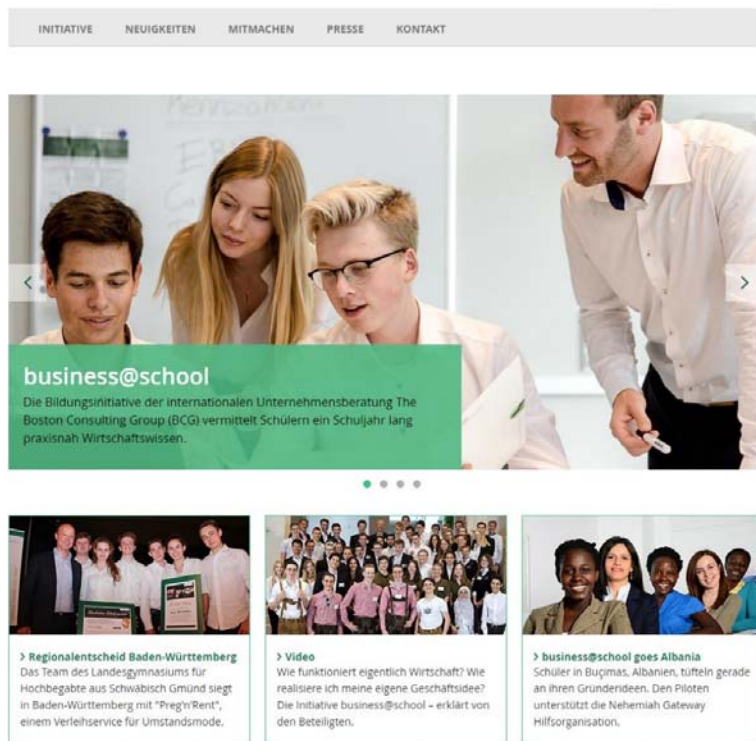 INITIATIVE NEUIGKEITEN MITMACHEN PRESSE KONTAKT
business@school
Die Bildungsinitiative der internationalen Unternehmensberatung The
Boston Consulting Group (BCG) vermittelt Schülern ein Schuljahr lang
praxisnah Wirtschaftswissen.
> Regionalentscheid Baden-Württemberg
Das Team des Landesgymnasiums für
Hochbegabte aus Schwäbisch Gmünd siegt
in Baden-Württemberg mit "Preg'n'Rent",
einem Verleihservice für Umstandsmode.
> Video
Wie funktioniert eigentlich Wirtschaft? Wie
realisiere ich meine eigene Geschäftsidee?
Die Initiative business@school – erklärt von
den Beteiligten.
> business@school goes Albania
Schüler in Buçimas, Albanien, tüfteln gerade
an ihren Gründerideen. Den Piloten
unterstützt die Nehemiah Gateway
Hilfsorganisation.